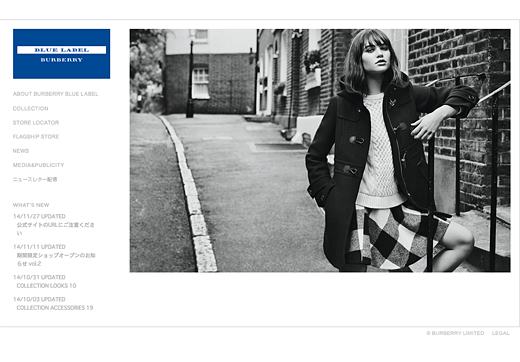 BLUE LABEL
BURBERRY
ABOUT BURBERRY BLUE LABEL
COLLECTION
STORE LOCATOR
FLAGSHIP STORE
NEWS
MEDIA&PUBLICITY
ニュースレター配信
WHAT'S NEW
14/11/27 UPDATED
公式サイトのURLにご注意くださ
い
14/11/11 UPDATED
期間限定ショップオープンのお知
らせ vol.2
14/10/31 UPDATED
COLLECTION LOOKS 10
14/10/03 UPDATED
COLLECTION ACCESSORIES 19
© BURBERRY LIMITED
LEGAL